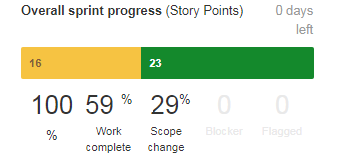 Overall sprint progress (Story Points) 0 days
left
16 23
100 59 % 29% 0 0
% Work Scope Blocker Flagged
complete change